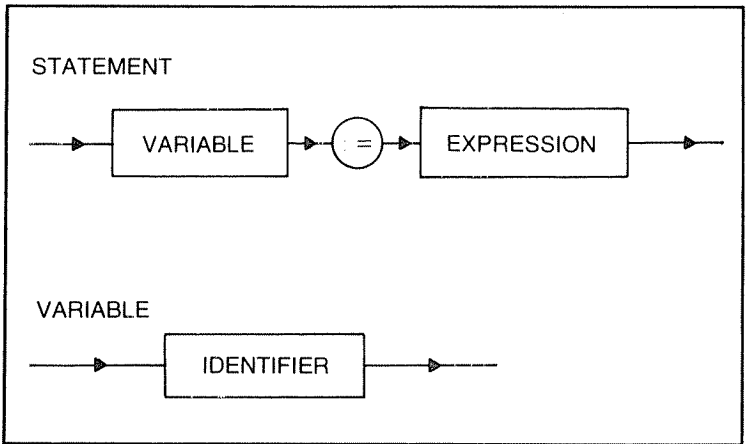 STATEMENT
VARIABLE := EXPRESSION
VARIABLE
IDENTIFIER